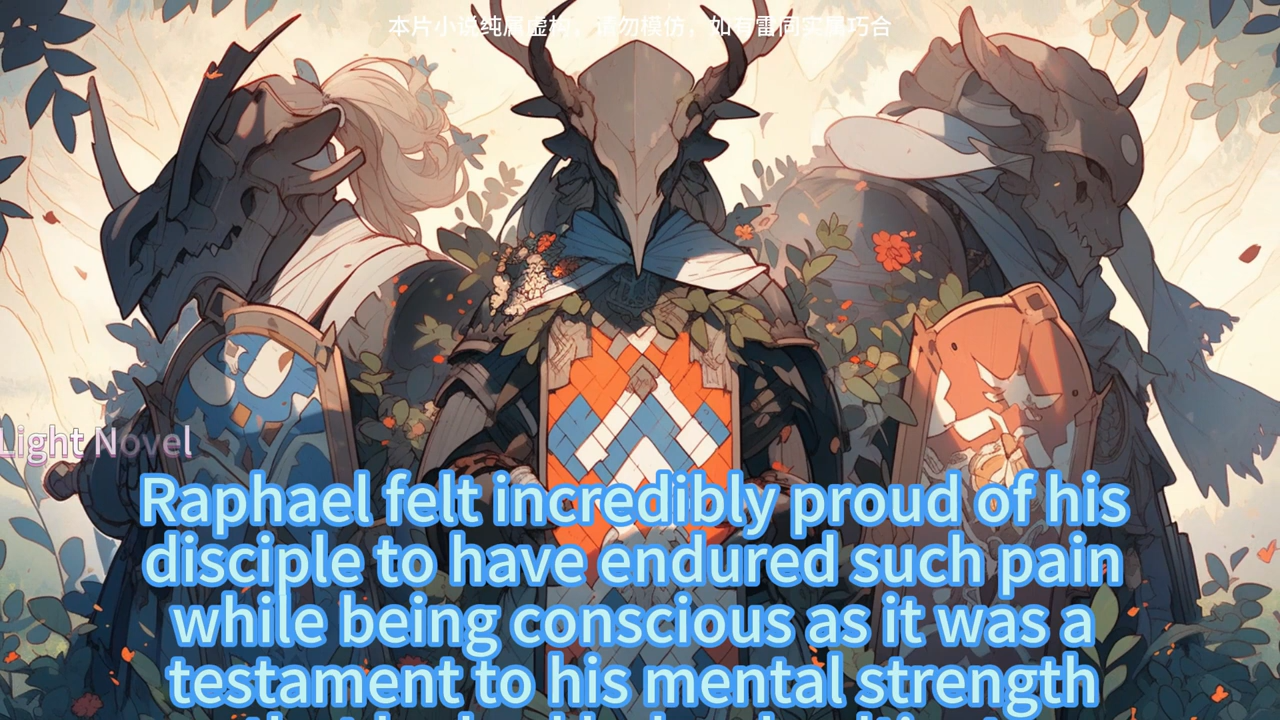 本片小说纯属虚构，请勿模仿，如有雷同实属巧合
Light Novel
Raphael felt incredibly proud of his
disciple to have endured such pain
while being conscious as it was a
testament to his mental strength